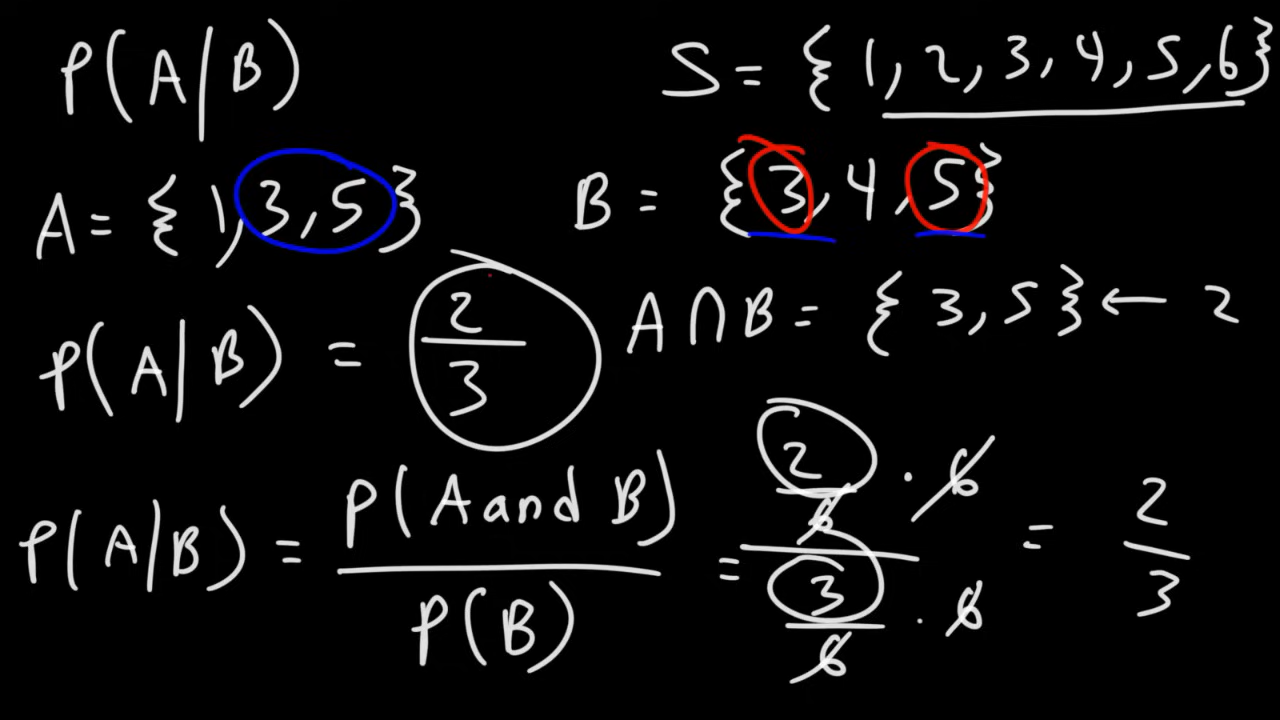 P(A|B)
S = {1, 2, 3, 4, 5, 6}
A = {1, 3, 5}
B = {3, 4, 5}
P(A|B) = 2/3
A ∩ B = {3, 5} ← 2
P(A|B) = P(A and B)/P(B) = (2/6 · 6)/(3/6 · 6) = 2/3